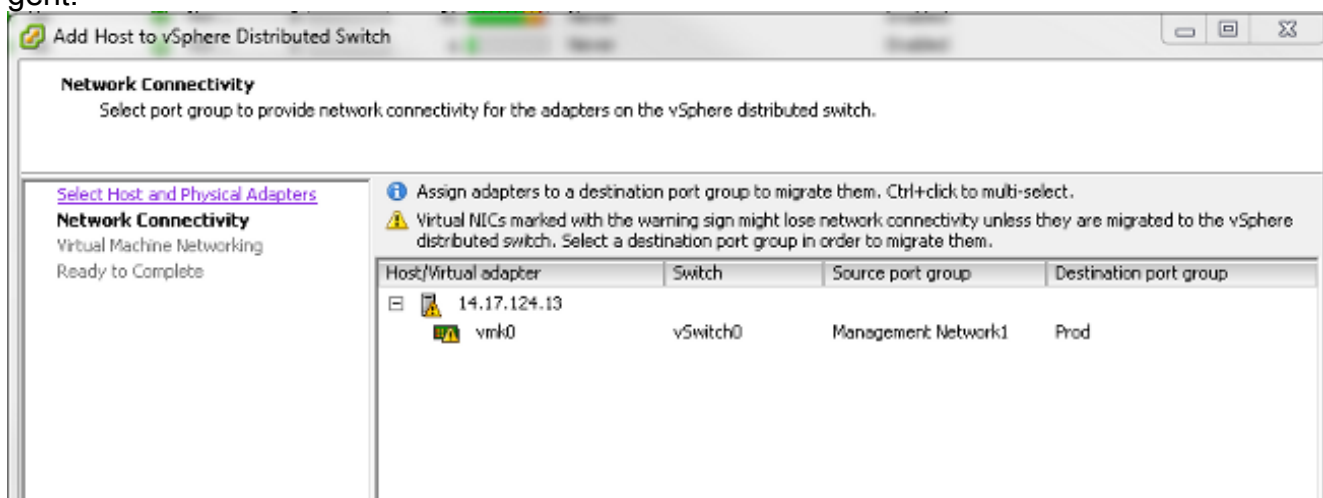 gent.
Add Host to vSphere Distributed Switch
Network Connectivity
Select port group to provide network connectivity for the adapters on the vSphere distributed switch.
Select Host and Physical Adapters
Network Connectivity
Virtual Machine Networking
Ready to Complete
Assign adapters to a destination port group to migrate them. Ctrl+click to multi-select.
Virtual NICs marked with the warning sign might lose network connectivity unless they are migrated to the vSphere
distributed switch. Select a destination port group in order to migrate them.
Host/Virtual adapter Switch Source port group Destination port group
14.17.124.13
vmk0 vSwitch0 Management Network1 Prod